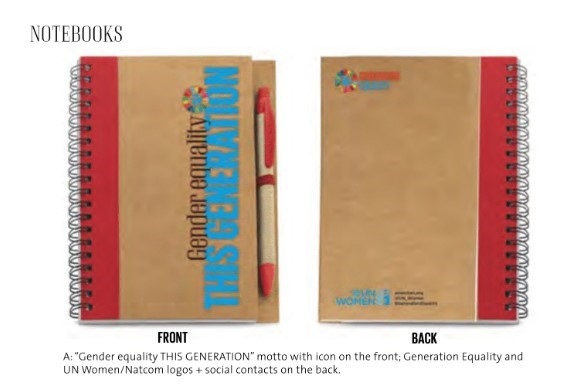 NOTEBOOKS
Gender equality
THIS GENERATION
UN
WOMEN
FRONT
BACK
A: "Gender equality THIS GENERATION" motto with icon on the front; Generation Equality and
UN Women/Natcom logos + social contacts on the back.